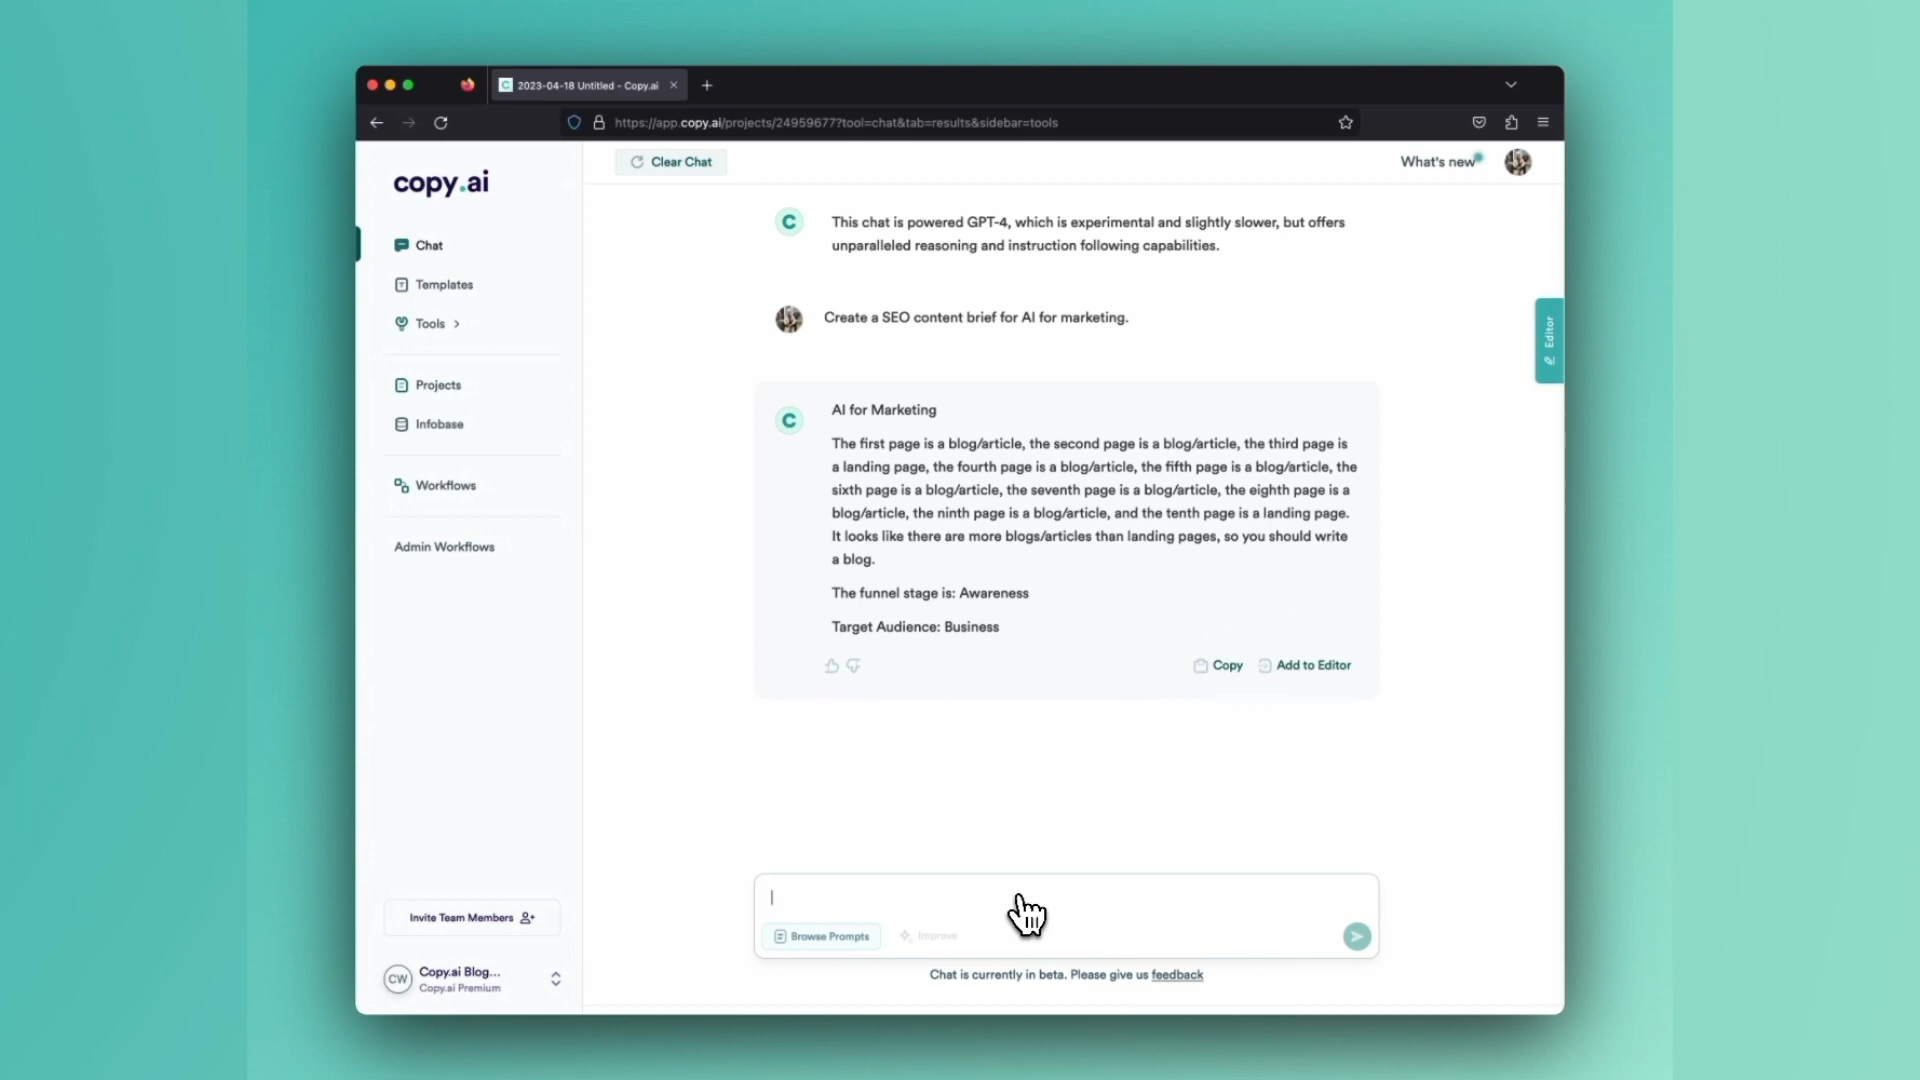 2023-04-18 Untitled - Copy.ai
https://app.copy.ai/projects/24959677?tool=chat&tab=results&sidebar=tools
copy.ai
Chat
Templates
Tools
Projects
Infobase
Workflows
Admin Workflows
Invite Team Members
CW
Copy.ai Blog...
Copy.ai Premium
Clear Chat
What's new
C
This chat is powered GPT-4, which is experimental and slightly slower, but offers
unparalleled reasoning and instruction following capabilities.
Create a SEO content brief for AI for marketing.
C
AI for Marketing
The first page is a blog/article, the second page is a blog/article, the third page is
a landing page, the fourth page is a blog/article, the fifth page is a blog/article, the
sixth page is a blog/article, the seventh page is a blog/article, the eighth page is a
blog/article, the ninth page is a blog/article, and the tenth page is a landing page.
It looks like there are more blogs/articles than landing pages, so you should write
a blog.
The funnel stage is: Awareness
Target Audience: Business
Copy
Add to Editor
Editor
Browse Prompts
Improve
Chat is currently in beta. Please give us feedback